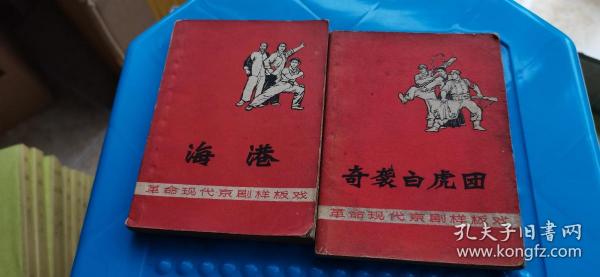 海港
革命现代京剧样板戏
奇袭白虎团
革命现代京剧样板戏
孔夫子旧书网
www.kongfz.com